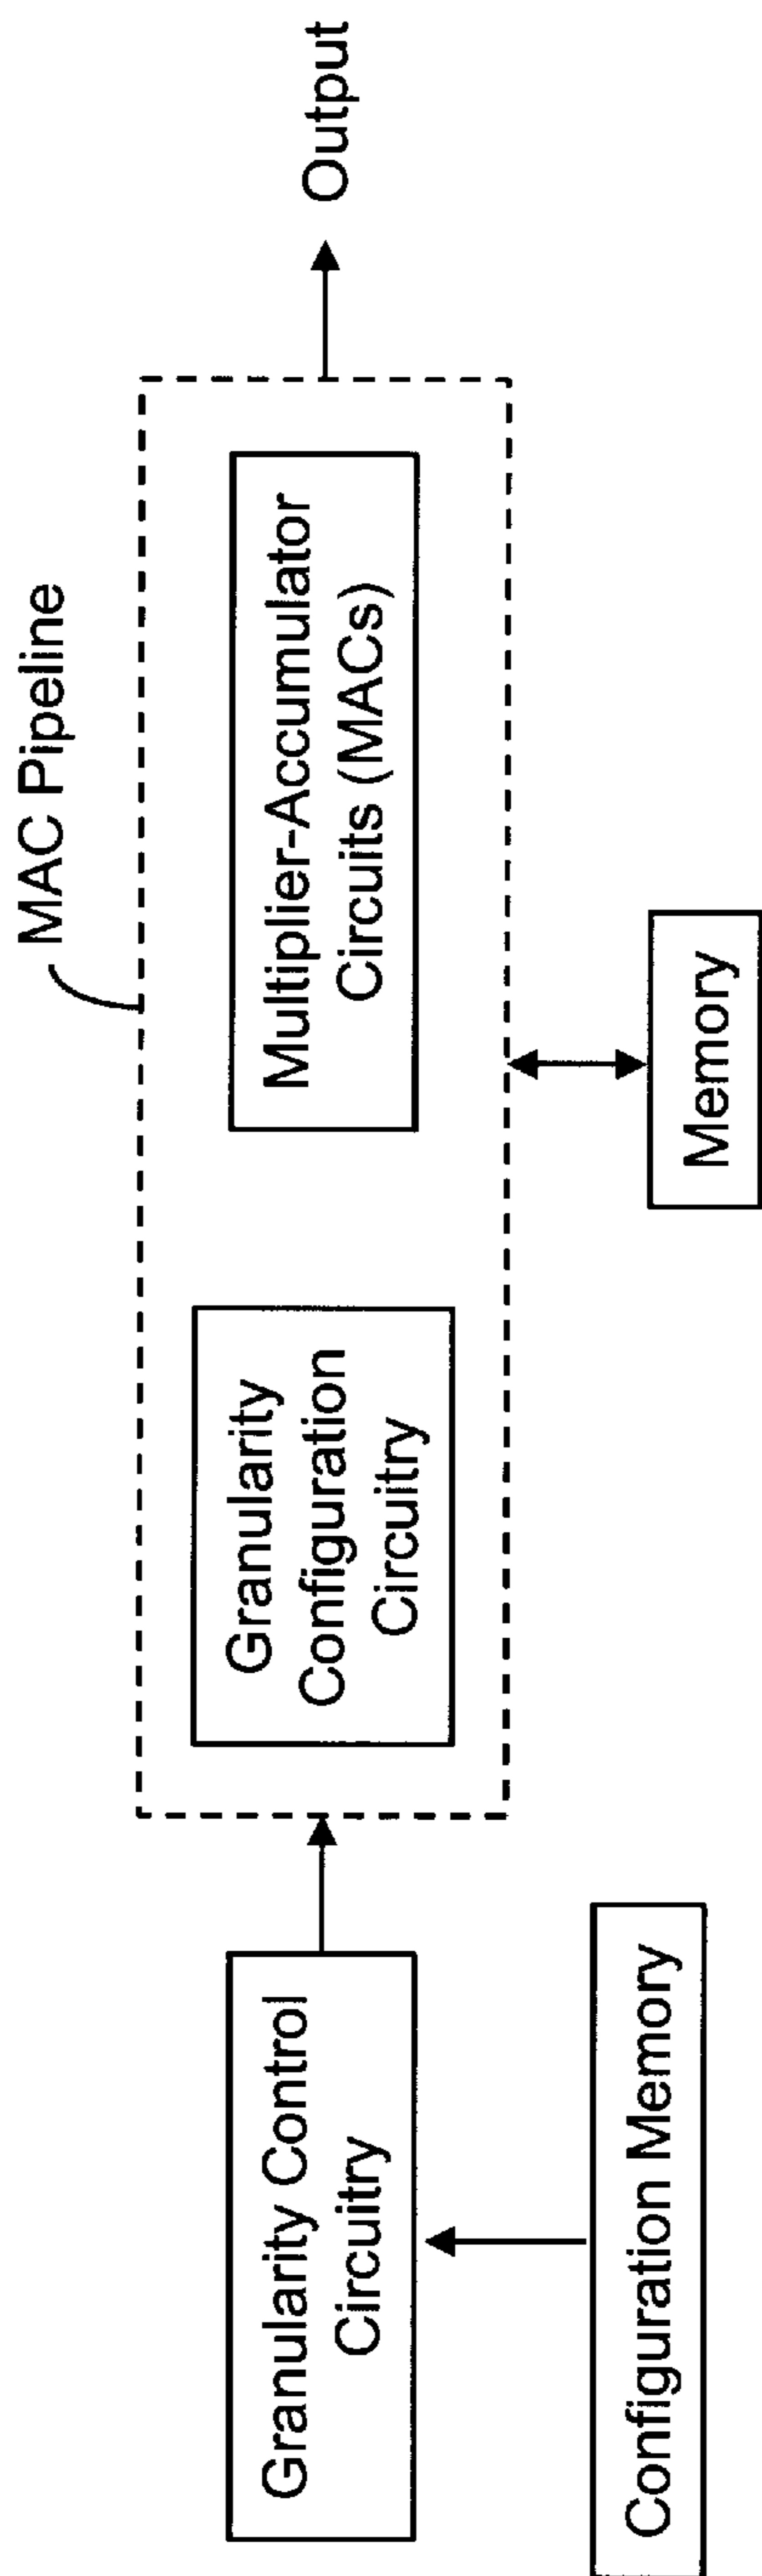 MAC Pipeline
Granularity Control
Circuitry
Granularity
Configuration
Circuitry
Multiplier-Accumulator
Circuits (MACs)
Output
Configuration Memory
Memory